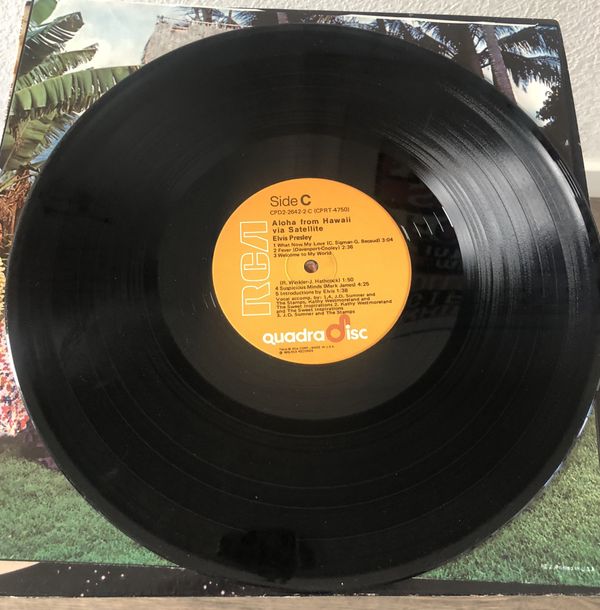 Side C
CPD2-2642-2-C (CPRT-4750)
Aloha from Hawaii
via Satellite
Elvis Presley
1 What Now My Love (C. Sigman-G. Becaud) 3:04
2 Fever (Davenport-Cooley) 2:36
3 Welcome to My World
(R. Winkler-J. Hathcock) 1:50
4 Suspicious Minds (Mark James) 4:25
5 Introductions by Elvis 1:38
Vocal accomp. by: 1,4, J.D. Sumner and
The Stamps, Kathy Westmoreland and
The Sweet Inspirations 2, Kathy Westmoreland
and The Sweet Inspirations
3, J.D. Sumner and The Stamps
RCA
quadradisc